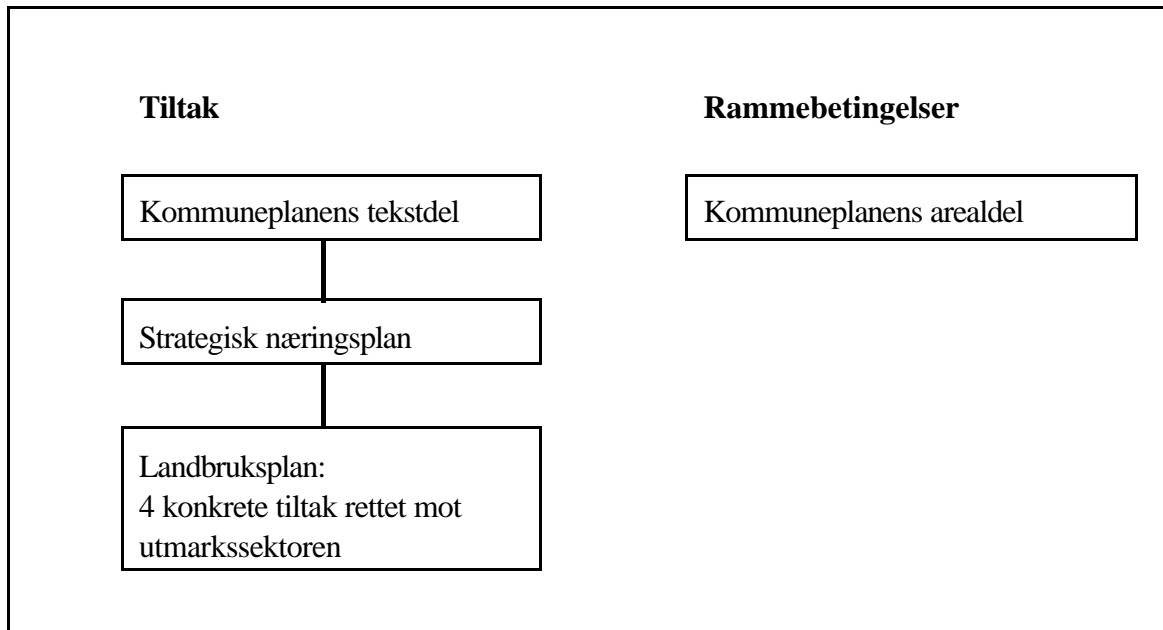 Tiltak
Rammebetingelser
Kommuneplanens tekstdel
Kommuneplanens arealdel
Strategisk næringsplan
Landbruksplan:
4 konkrete tiltak rettet mot
utmarkssektoren